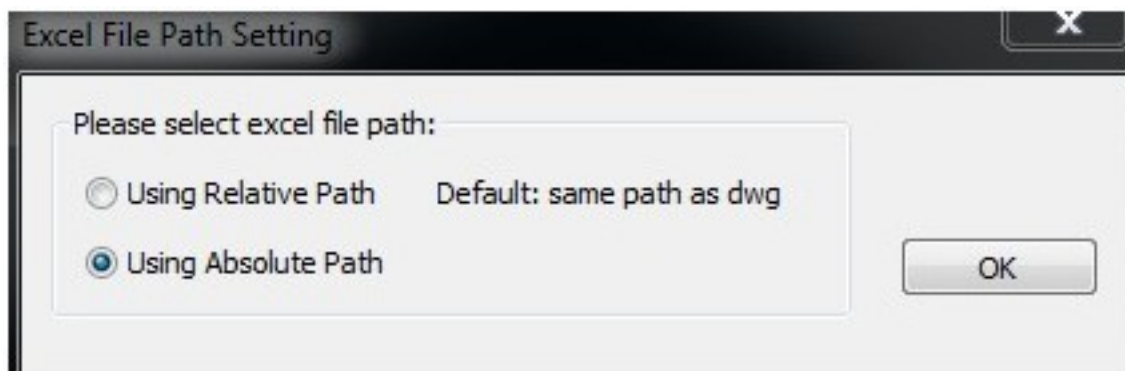 Excel File Path Setting
X
Please select excel file path:
Using Relative Path Default: same path as dwg
Using Absolute Path
OK